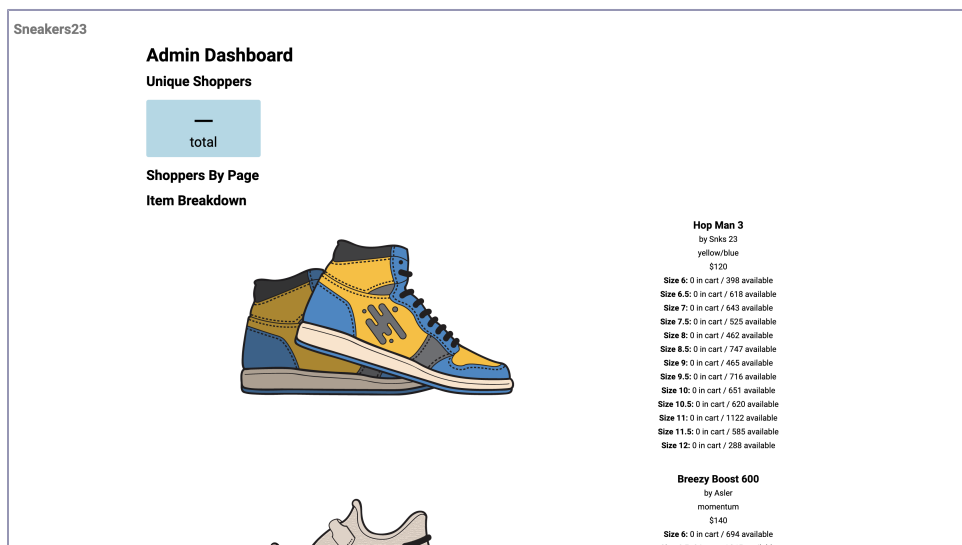 Sneakers23
Admin Dashboard
Unique Shoppers
—
total
Shoppers By Page
Item Breakdown
Hop Man 3
by Snks 23
yellow/blue
$120
Size 6: 0 in cart / 398 available
Size 6.5: 0 in cart / 618 available
Size 7: 0 in cart / 643 available
Size 7.5: 0 in cart / 525 available
Size 8: 0 in cart / 462 available
Size 8.5: 0 in cart / 747 available
Size 9: 0 in cart / 465 available
Size 9.5: 0 in cart / 716 available
Size 10: 0 in cart / 651 available
Size 10.5: 0 in cart / 620 available
Size 11: 0 in cart / 1122 available
Size 11.5: 0 in cart / 585 available
Size 12: 0 in cart / 288 available
Breezy Boost 600
by Asler
momentum
$140
Size 6: 0 in cart / 694 available